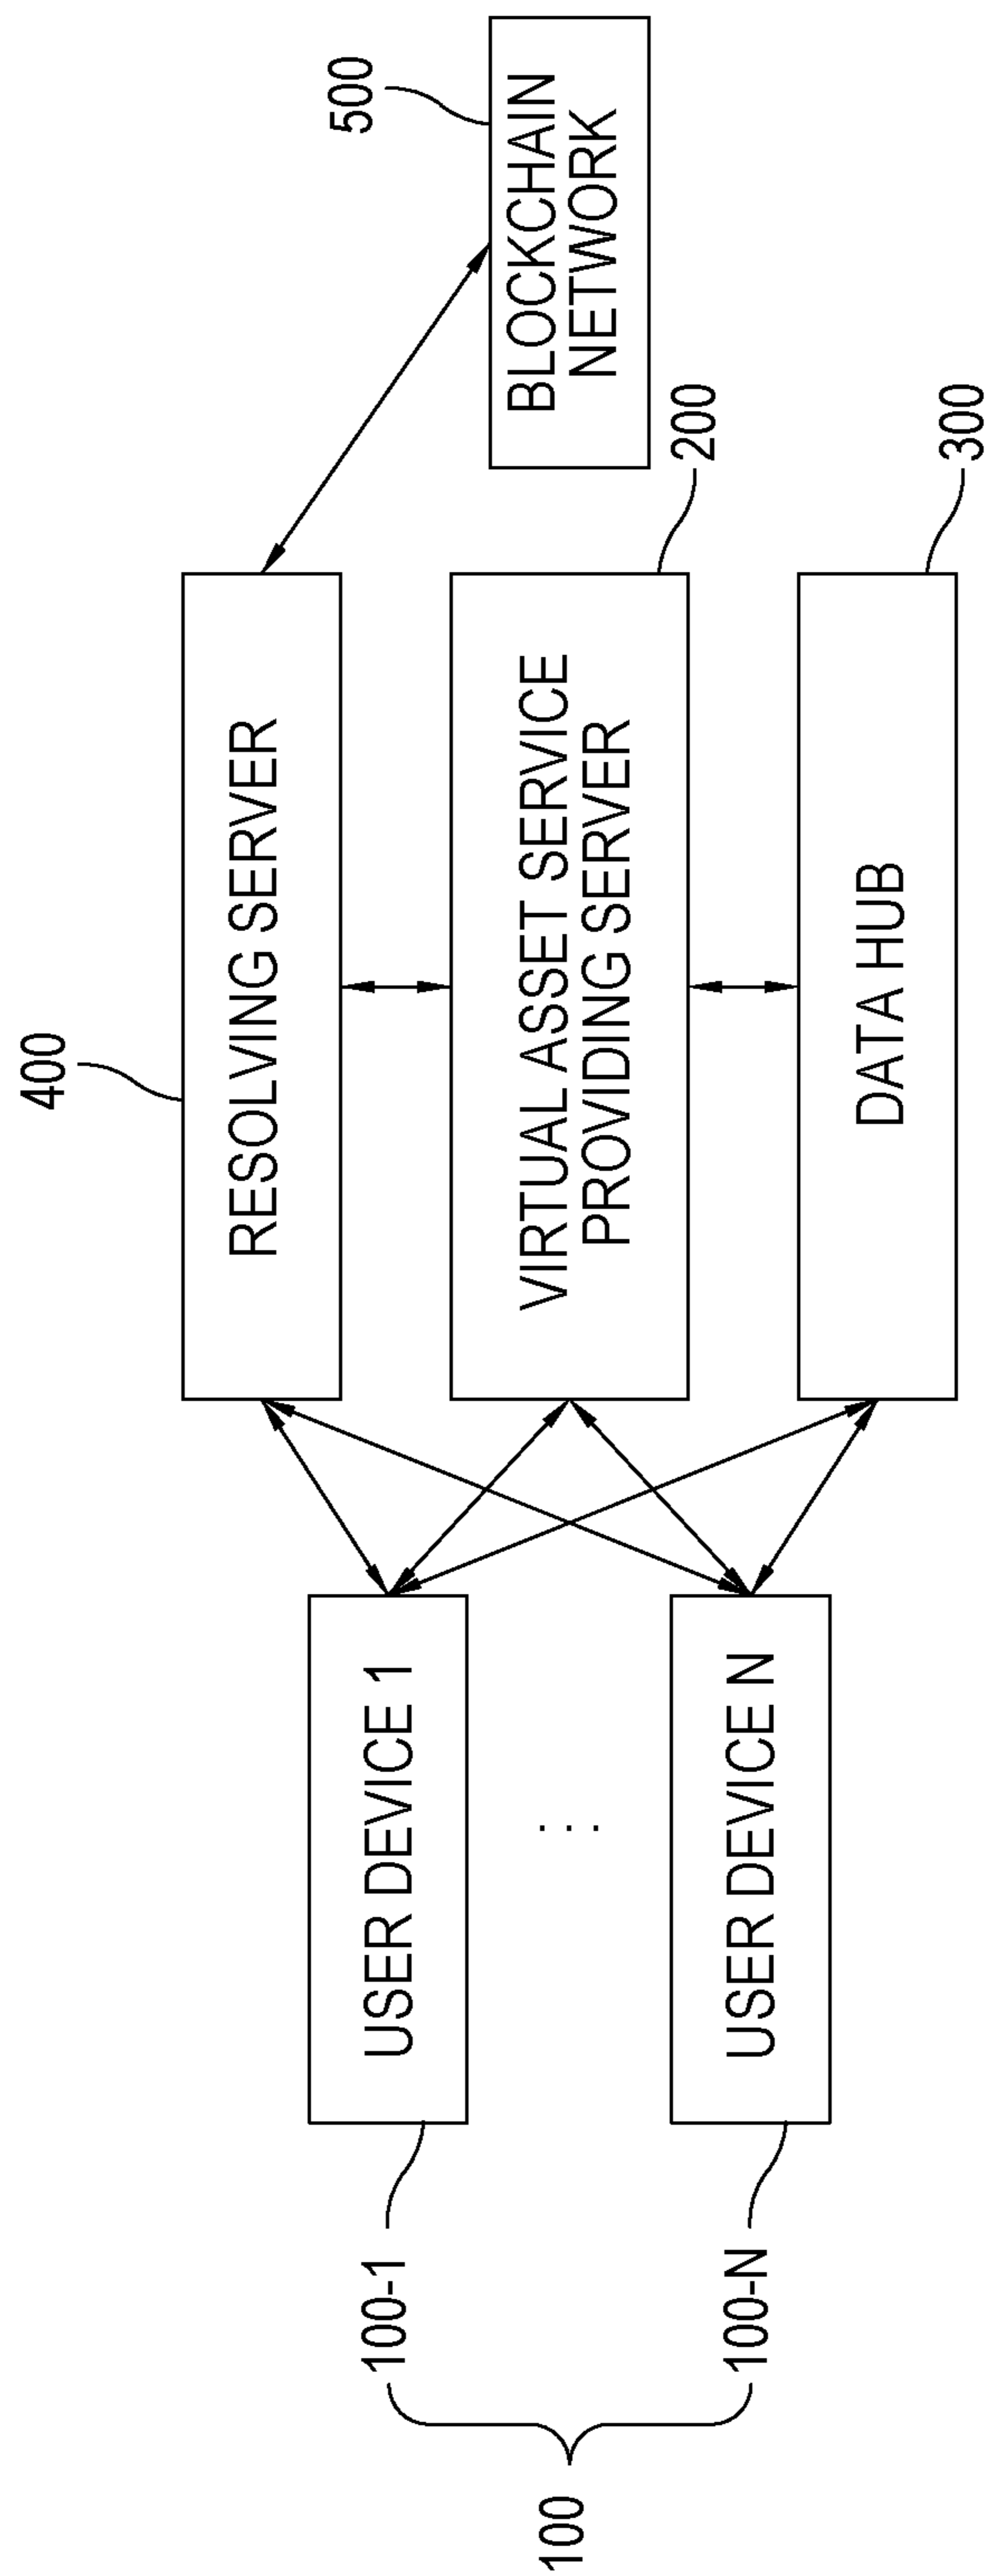 400
RESOLVING SERVER
500
BLOCKCHAIN
NETWORK
100
100-1
USER DEVICE 1
VIRTUAL ASSET SERVICE
PROVIDING SERVER
200
. . .
100-N
USER DEVICE N
DATA HUB
300